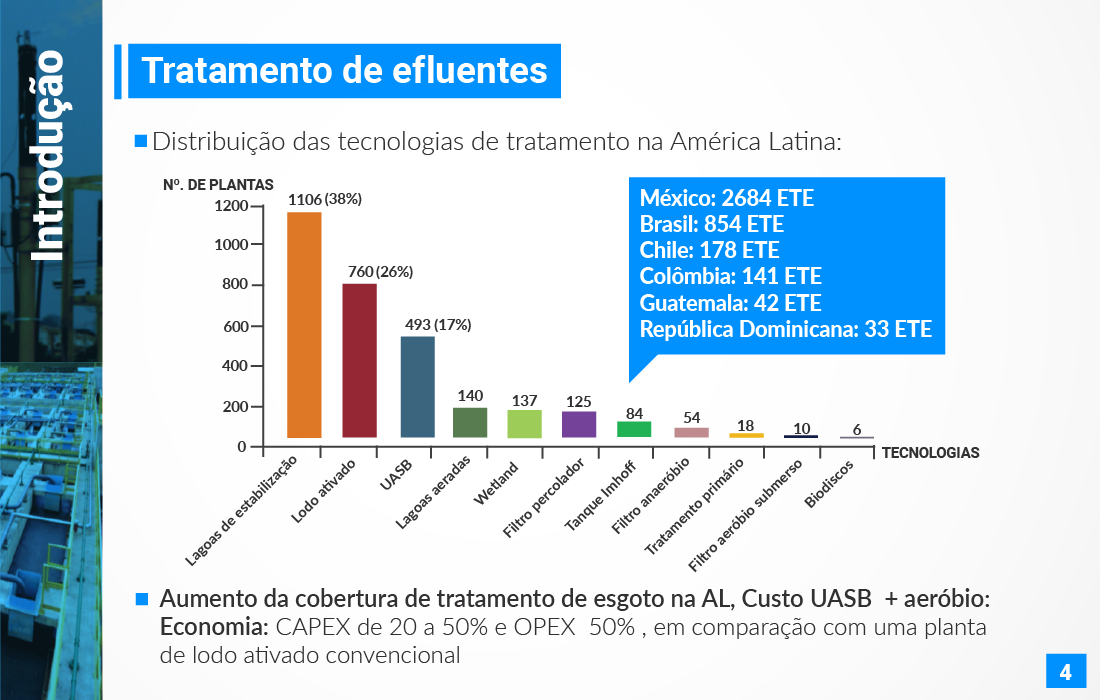 Introdução
Tratamento de efluentes
Distribuição das tecnologias de tratamento na América Latina:
Nº. DE PLANTAS
1200
1000
800
600
400
200
0
1106 (38%)
760 (26%)
493 (17%)
140
137
125
84
54
18
10
6
México: 2684 ETE
Brasil: 854 ETE
Chile: 178 ETE
Colômbia: 141 ETE
Guatemala: 42 ETE
República Dominicana: 33 ETE
TECNOLOGIAS
Lagoas de estabilização
Lodo ativado
UASB
Lagoas aeradas
Wetland
Filtro percolador
Tanque Imhoff
Filtro anaeróbio
Tratamento primário
Filtro aeróbio submerso
Biodiscos
Aumento da cobertura de tratamento de esgoto na AL, Custo UASB + aeróbio:
Economia: CAPEX de 20 a 50% e OPEX 50% , em comparação com uma planta
de lodo ativado convencional
4